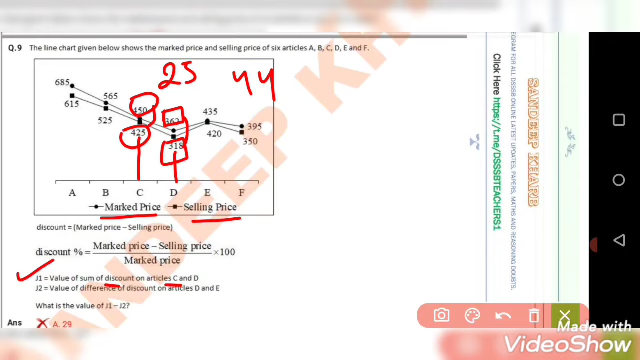 Q.9 The line chart given below shows the marked price and selling price of six articles A, B, C, D, E and F.
25 44
685 565 450 362 435 395
615 525 425 318 420 350
A B C D E F
Marked Price Selling Price
discount = (Marked price – Selling price)
discount % = Marked price – Selling price / Marked price ×100
J1 = Value of sum of discount on articles C and D
J2 = Value of difference of discount on articles D and E
What is the value of J1 – J2?
Ans X A. 29
SANDEEP KHARB
Click Here https://t.me/DSSSBTEACHERS1
SANDEEP KHARB
Made with
VideoShow